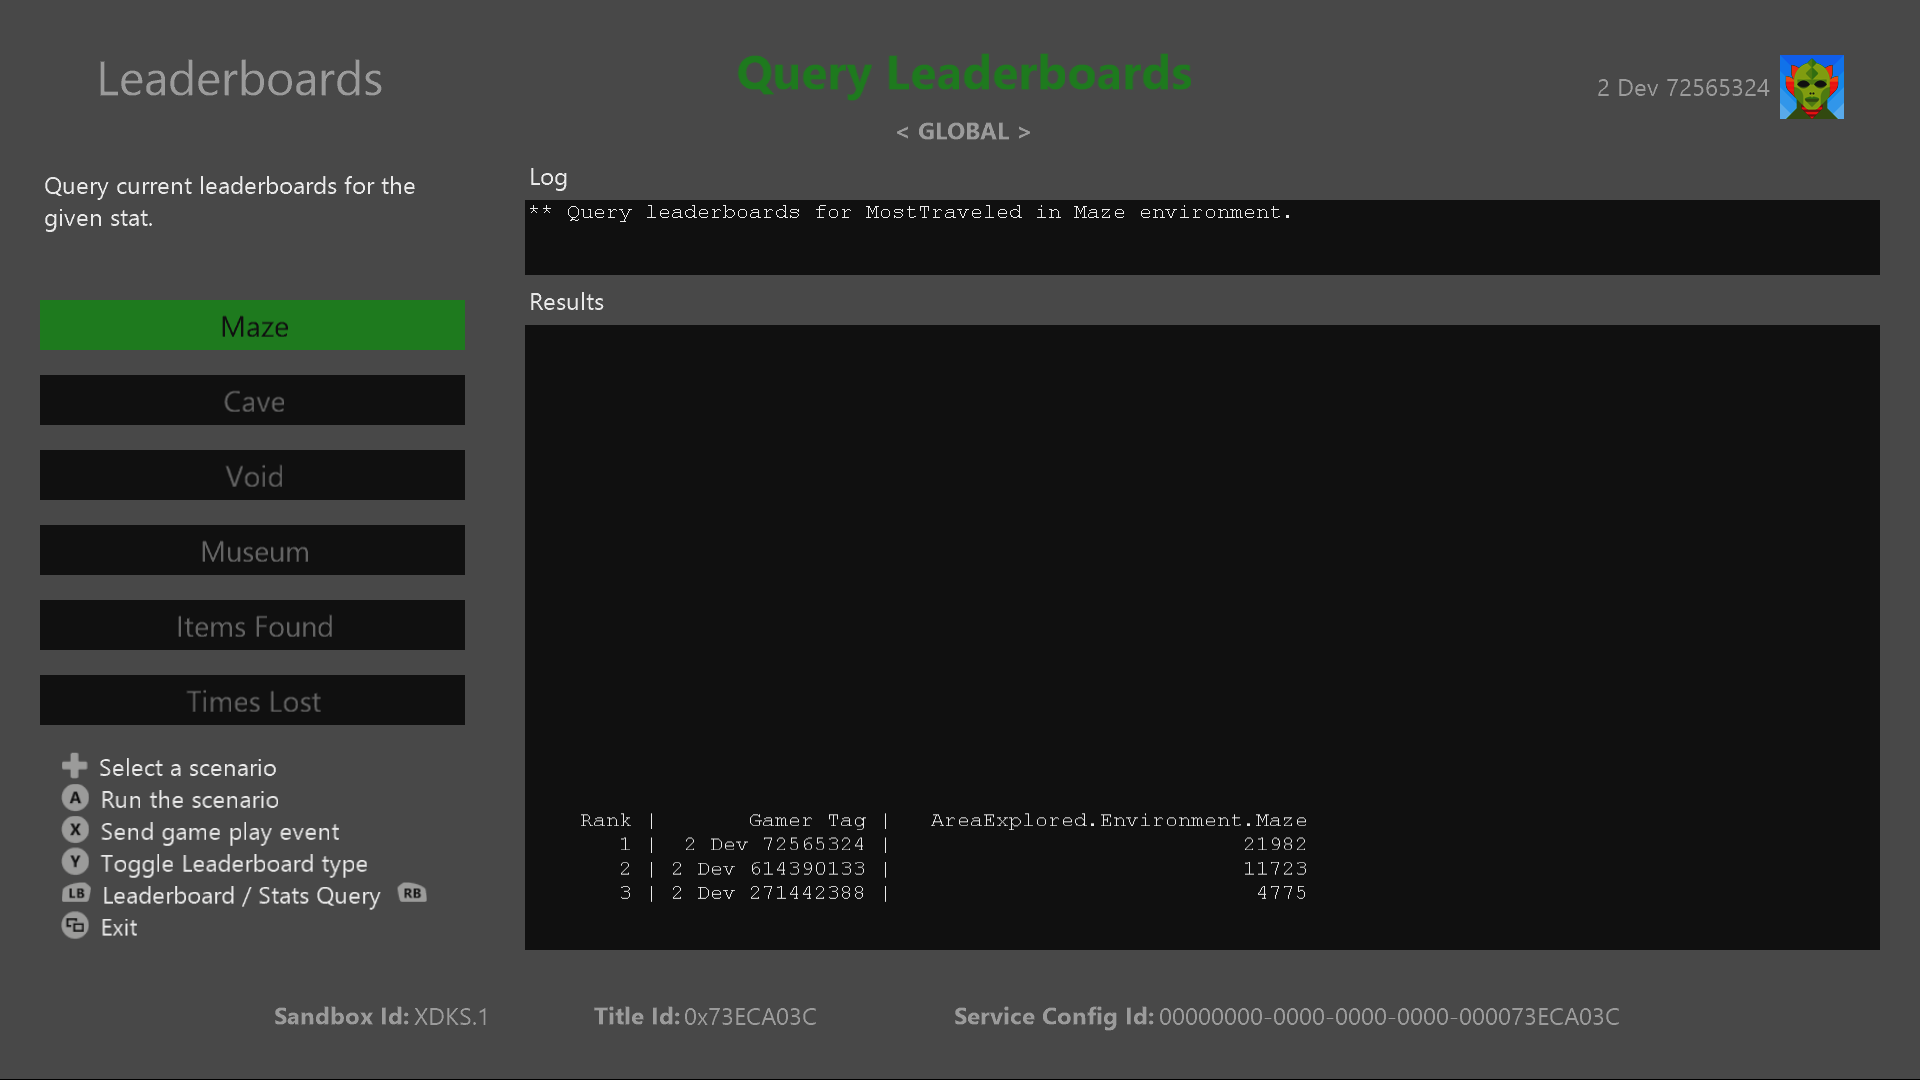 Leaderboards
Query Leaderboards
< GLOBAL >
2 Dev 72565324
Query current leaderboards for the
given stat.
Maze
Cave
Void
Museum
Items Found
Times Lost
Select a scenario
A Run the scenario
X Send game play event
Y Toggle Leaderboard type
LB Leaderboard / Stats Query RB
Exit
Log
** Query leaderboards for MostTraveled in Maze environment.
Results
Rank | Gamer Tag | AreaExplored.Environment.Maze
1 | 2 Dev 72565324 | 21982
2 | 2 Dev 614390133 | 11723
3 | 2 Dev 271442388 | 4775
Sandbox Id: XDKS.1 Title Id: 0x73ECA03C Service Config Id: 00000000-0000-0000-0000-000073ECA03C